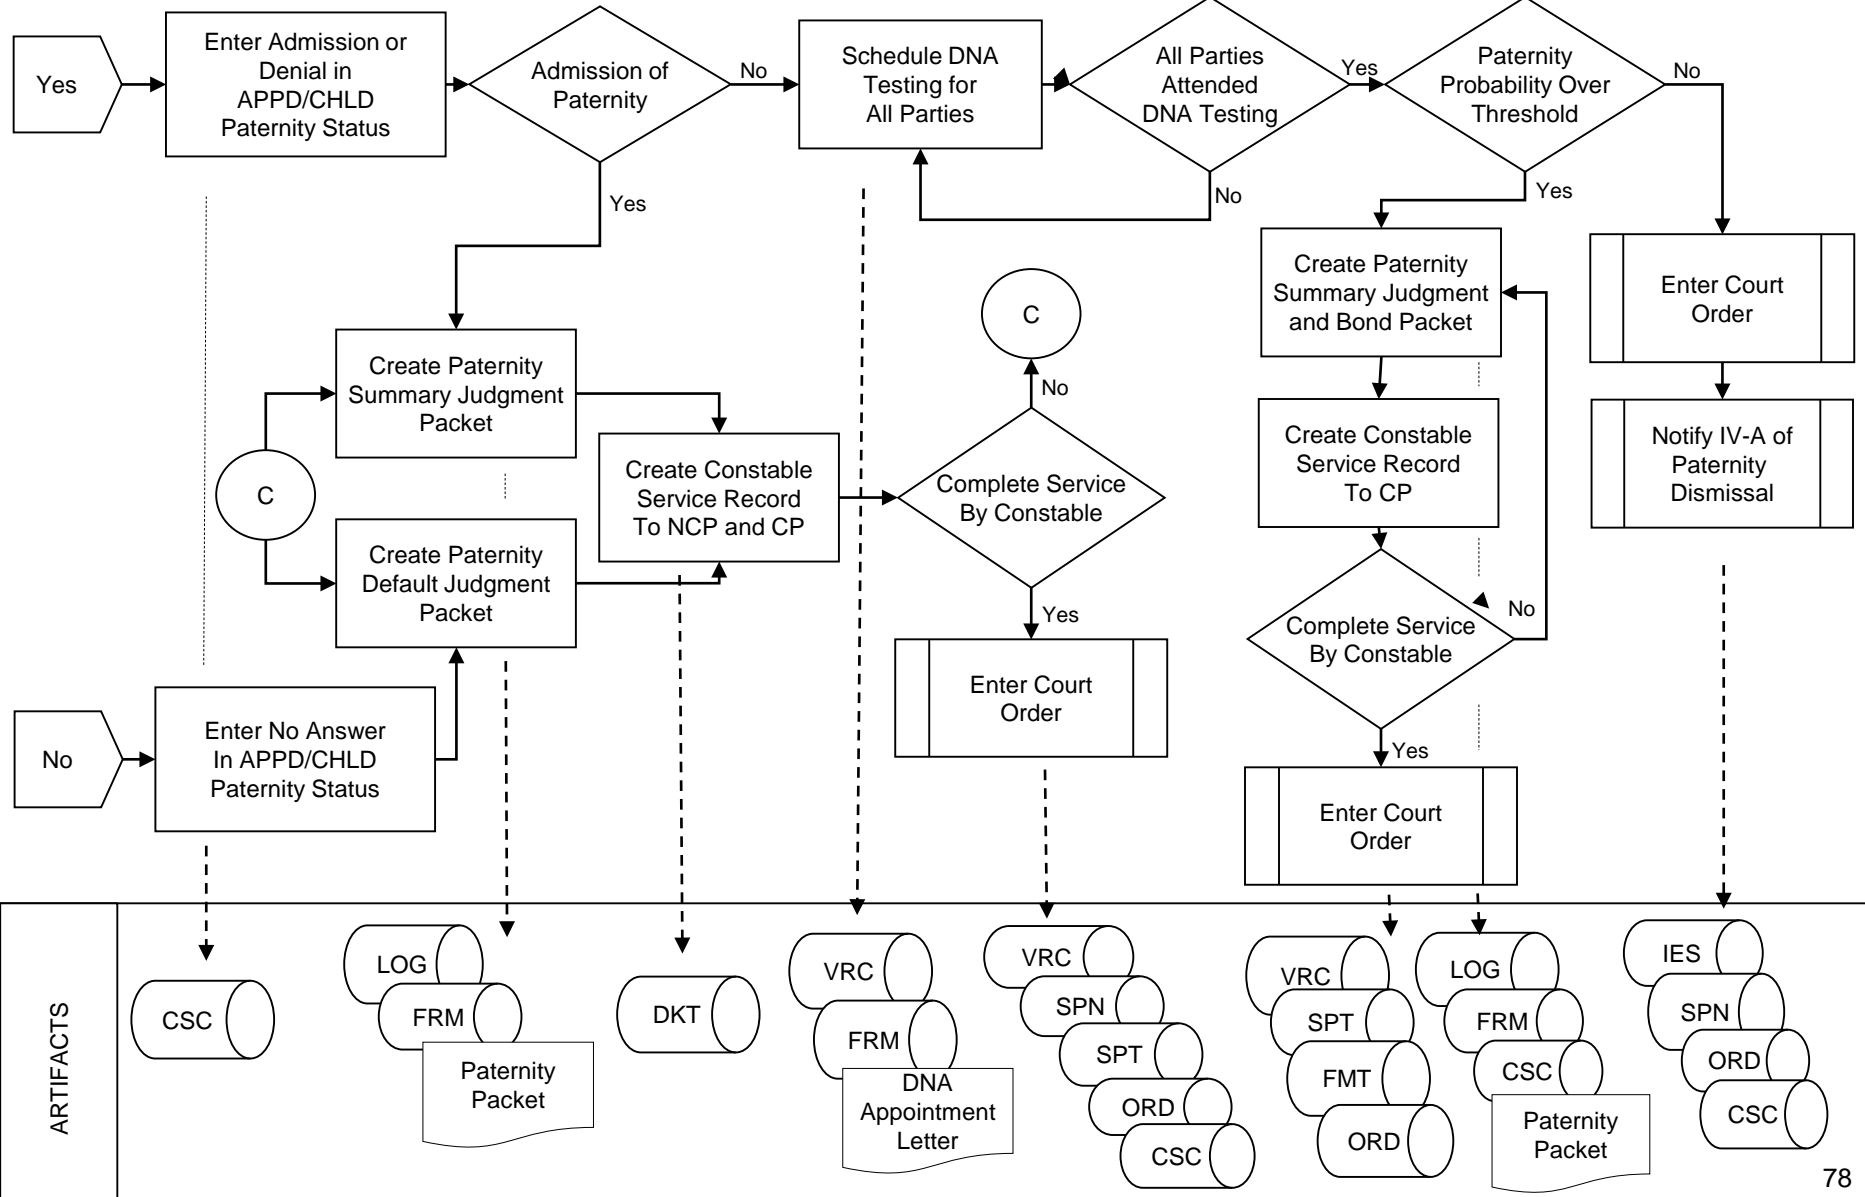 Yes
Enter Admission or
Denial in
APPD/CHLD
Paternity Status
Admission of
Paternity
No
Yes
Schedule DNA
Testing for
All Parties
All Parties
Attended
DNA Testing
Yes
No
Paternity
Probability Over
Threshold
No
Yes
Create Paternity
Summary Judgment
Packet
C
Create Paternity
Default Judgment
Packet
Create Constable
Service Record
To NCP and CP
C
No
Complete Service
By Constable
Yes
Enter Court
Order
Create Paternity
Summary Judgment
and Bond Packet
Create Constable
Service Record
To CP
Complete Service
By Constable
No
Yes
Enter Court
Order
Enter Court
Order
Notify IV-A of
Paternity
Dismissal
No
Enter No Answer
In APPD/CHLD
Paternity Status
ARTIFACTS
CSC
LOG
FRM
Paternity
Packet
DKT
VRC
FRM
DNA
Appointment
Letter
VRC
SPN
SPT
ORD
CSC
VRC
SPT
FMT
ORD
LOG
FRM
CSC
Paternity
Packet
IES
SPN
ORD
CSC
78